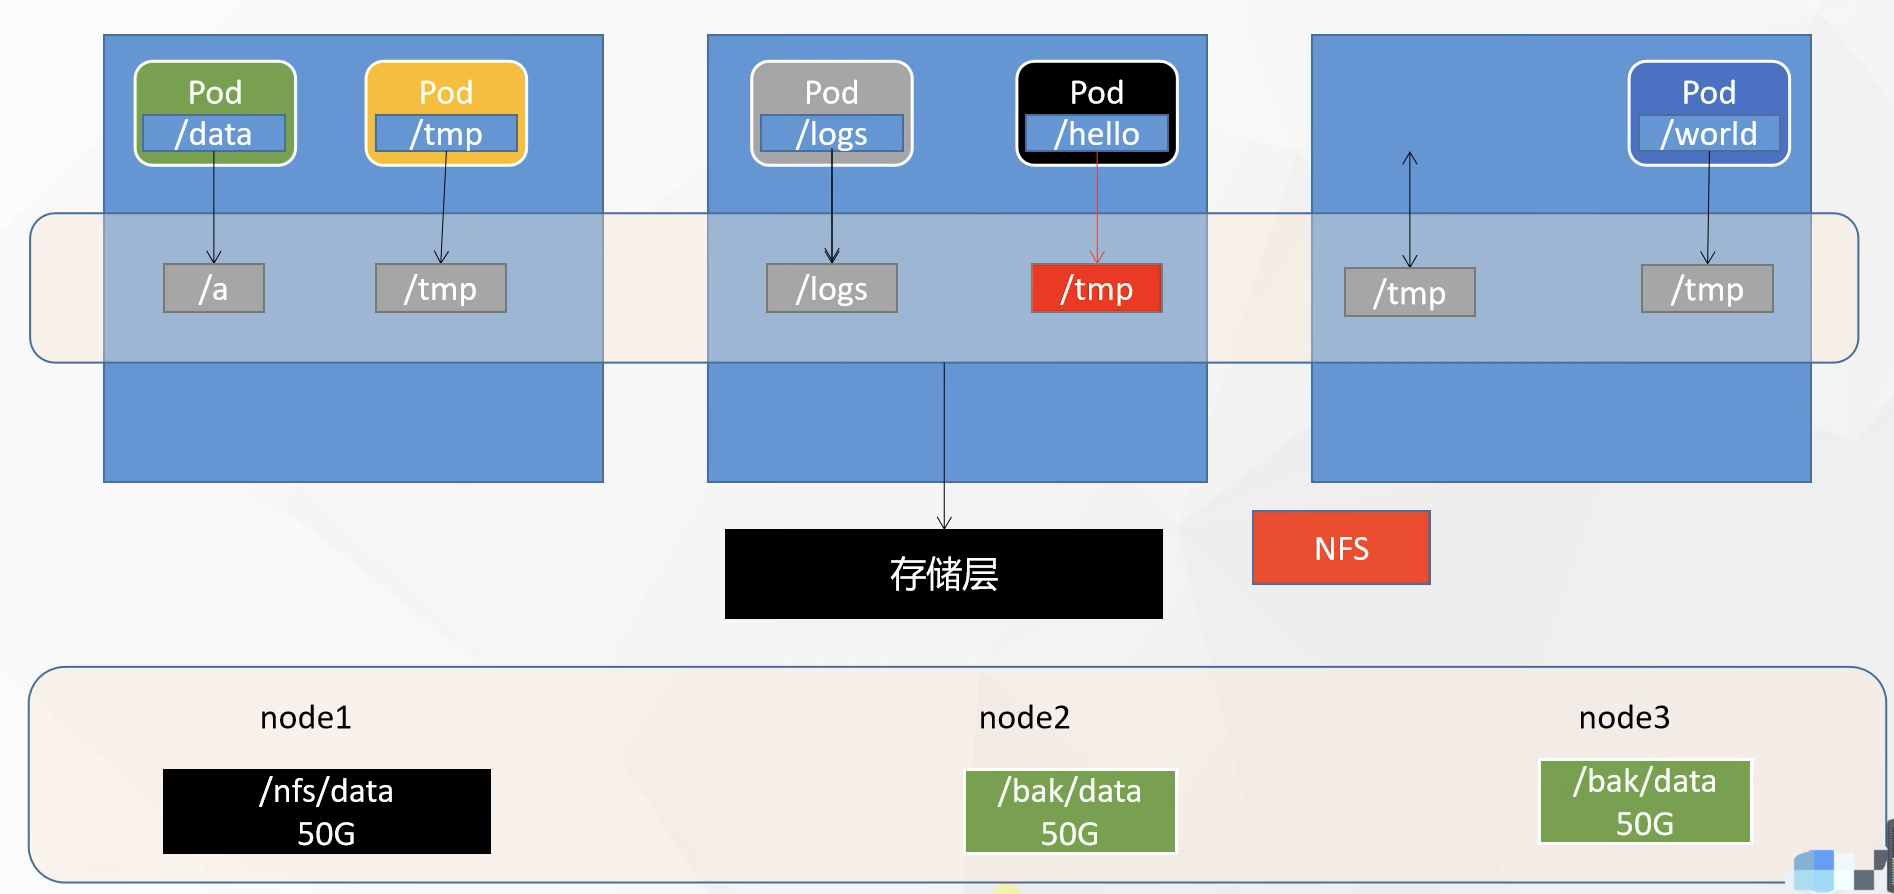 Pod
/data
Pod
/tmp
Pod
/logs
Pod
/hello
Pod
/world
/a
/tmp
/logs
/tmp
/tmp
/tmp
存储层
NFS
node1
node2
node3
/nfs/data
50G
/bak/data
50G
/bak/data
50G